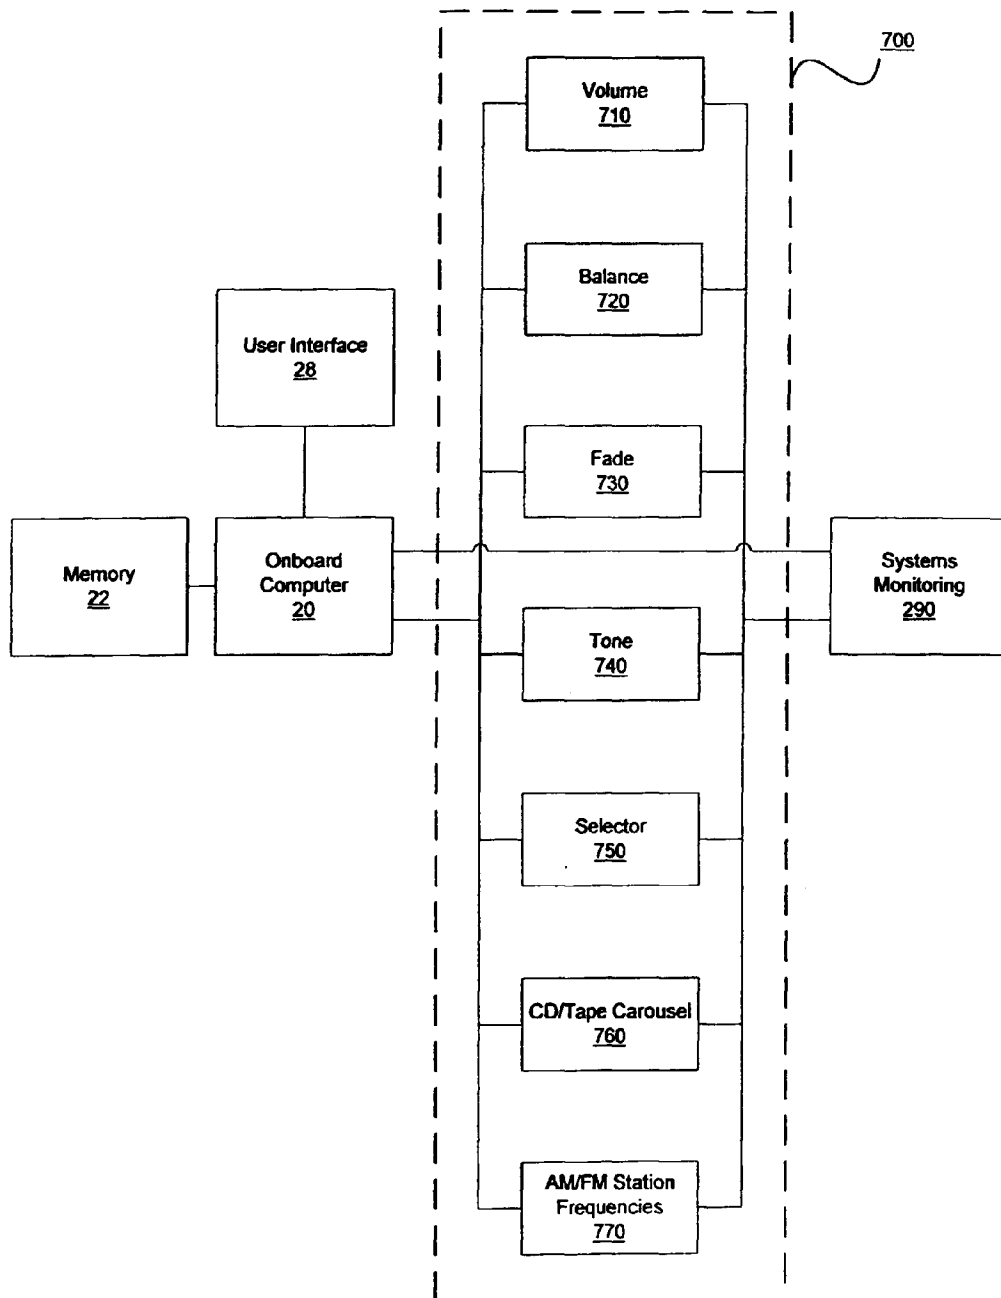 700
Volume
710
Balance
720
User Interface
28
Fade
730
Memory
22
Onboard
Computer
20
Systems
Monitoring
290
Tone
740
Selector
750
CD/Tape Carousel
760
AM/FM Station
Frequencies
770